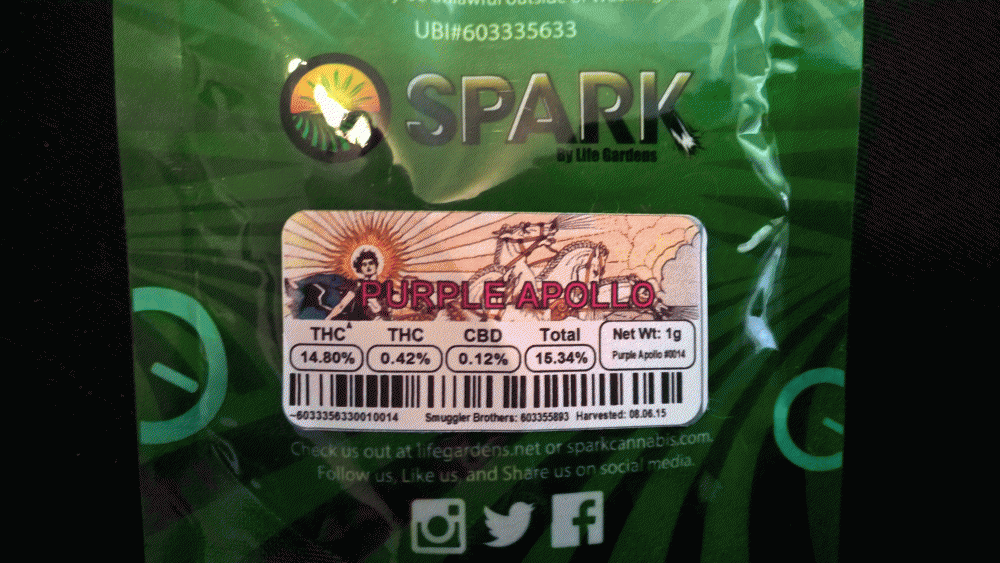 UBI#603335633
SPARK
By Life Gardens
PURPLE APOLLO
THCᴬ THC CBD Total Net Wt: 1g
14.80% 0.42% 0.12% 15.34% Purple Apollo #0014
~6033356330010014 Smuggler Brothers: 603355893 Harvested: 08.06.15
Check us out at lifegardens.net or sparkcannabis.com.
Follow us, Like us, and Share us on social media.